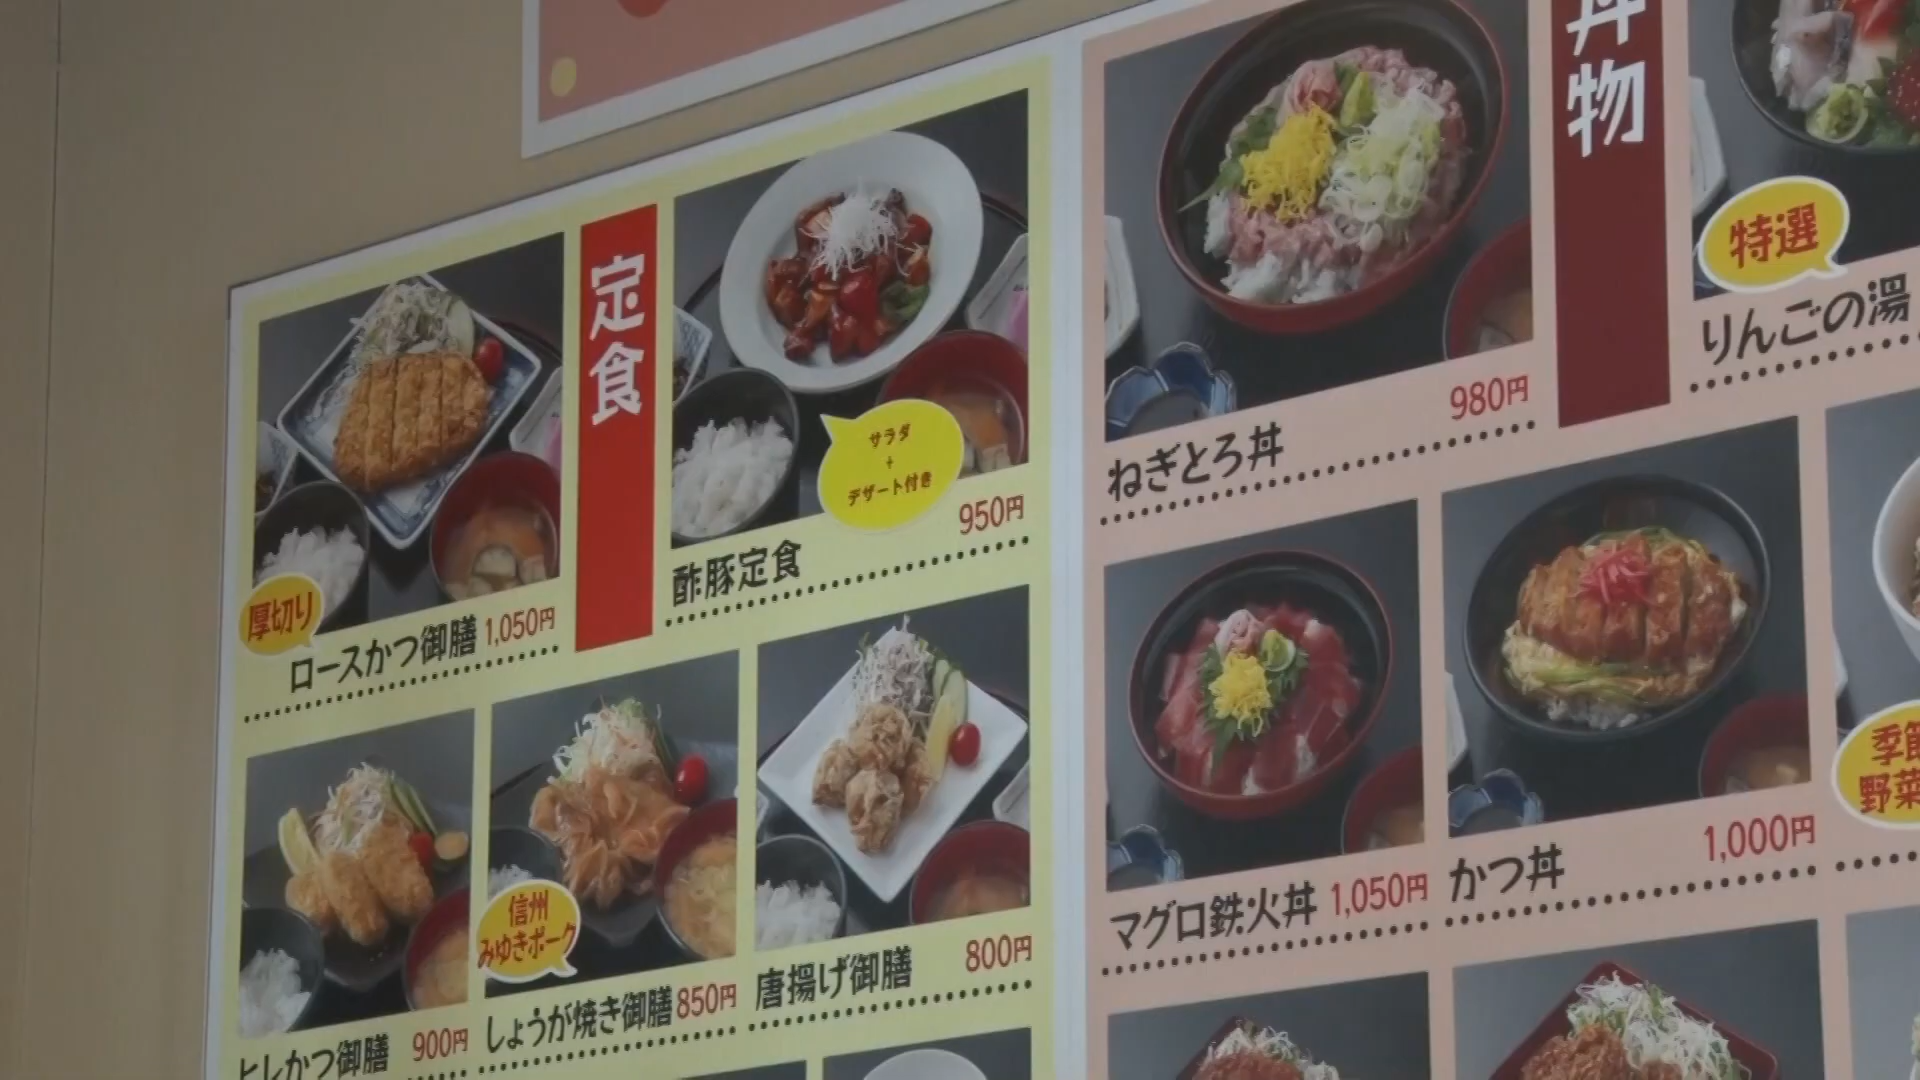 定食
厚切り
ロースかつ御膳 1,050円
サラダ
+
デザート付き
950円
酢豚定食
ヒレかつ御膳 900円
信州
みゆきポーク
しょうが焼き御膳 850円
唐揚げ御膳 800円
丼物
ねぎとろ丼 980円
特選
りんごの湯
マグロ鉄火丼 1,050円
かつ丼 1,000円
季節
野菜